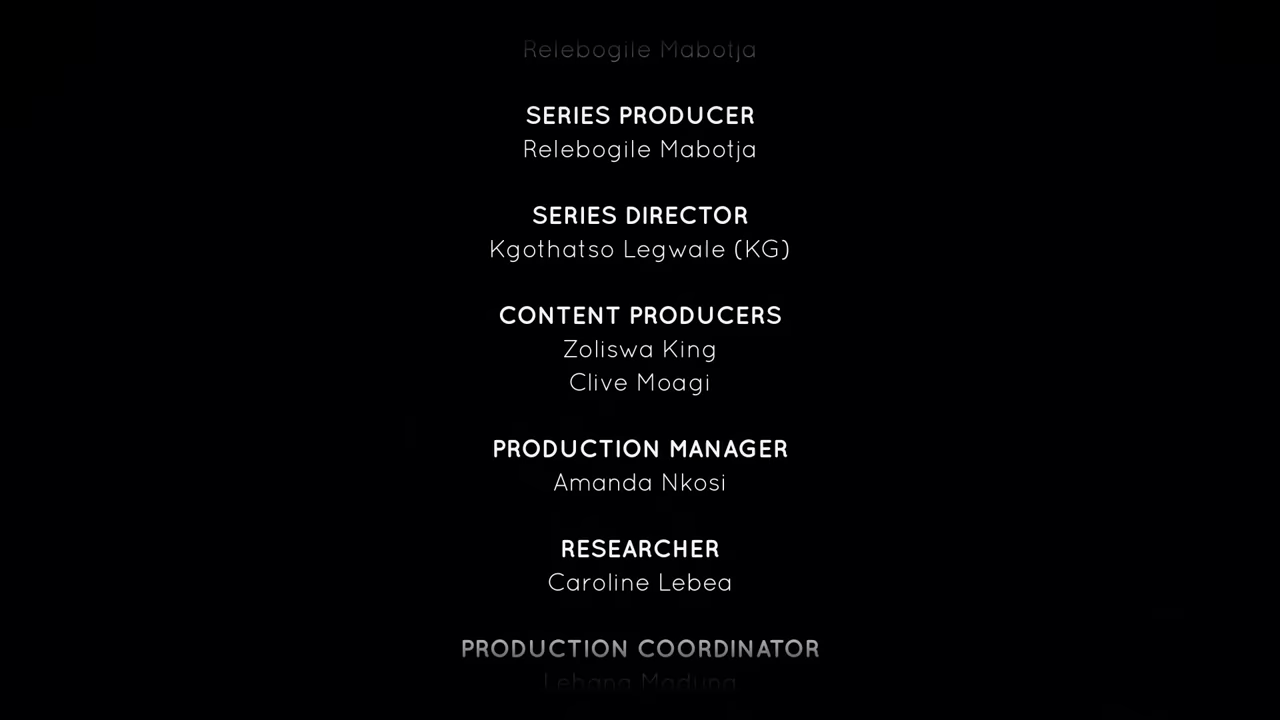 Relebogile Mabotja
SERIES PRODUCER
Relebogile Mabotja
SERIES DIRECTOR
Kgothatso Legwale (KG)
CONTENT PRODUCERS
Zoliswa King
Clive Moagi
PRODUCTION MANAGER
Amanda Nkosi
RESEARCHER
Caroline Lebea
PRODUCTION COORDINATOR